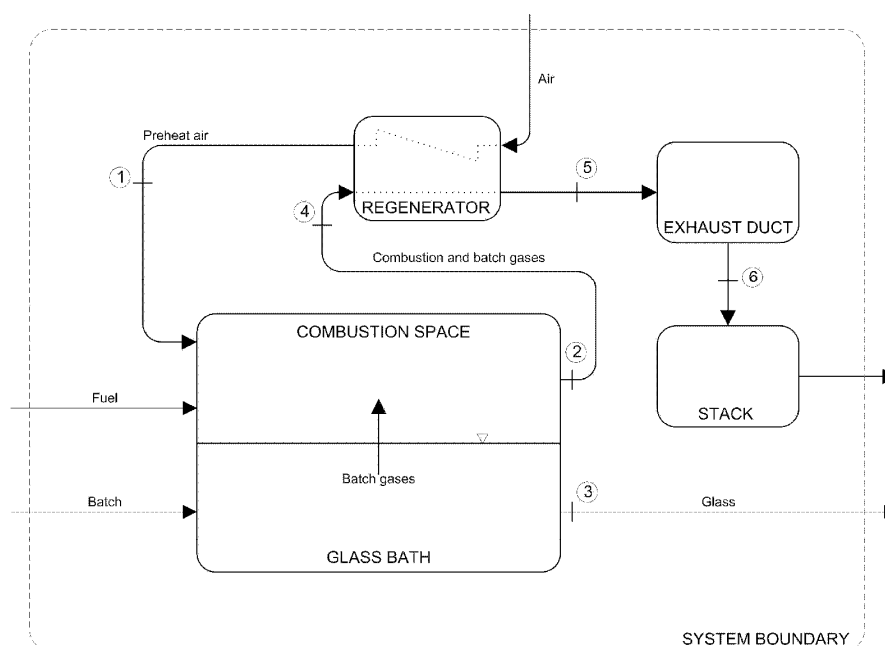 Air
Preheat air
1
5
4
REGENERATOR
EXHAUST DUCT
Combustion and batch gases
6
COMBUSTION SPACE
2
Fuel
STACK
Batch gases
3
Batch
Glass
GLASS BATH
SYSTEM BOUNDARY